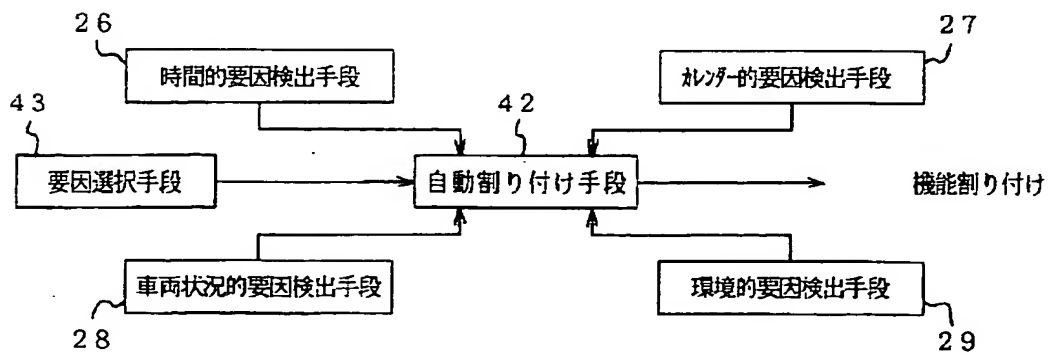 26
時間的要因検出手段
27
カレンダー的要因検出手段
43
要因選択手段
42
自動割り付け手段
機能割り付け
車両状況的要因検出手段
28
環境的要因検出手段
29